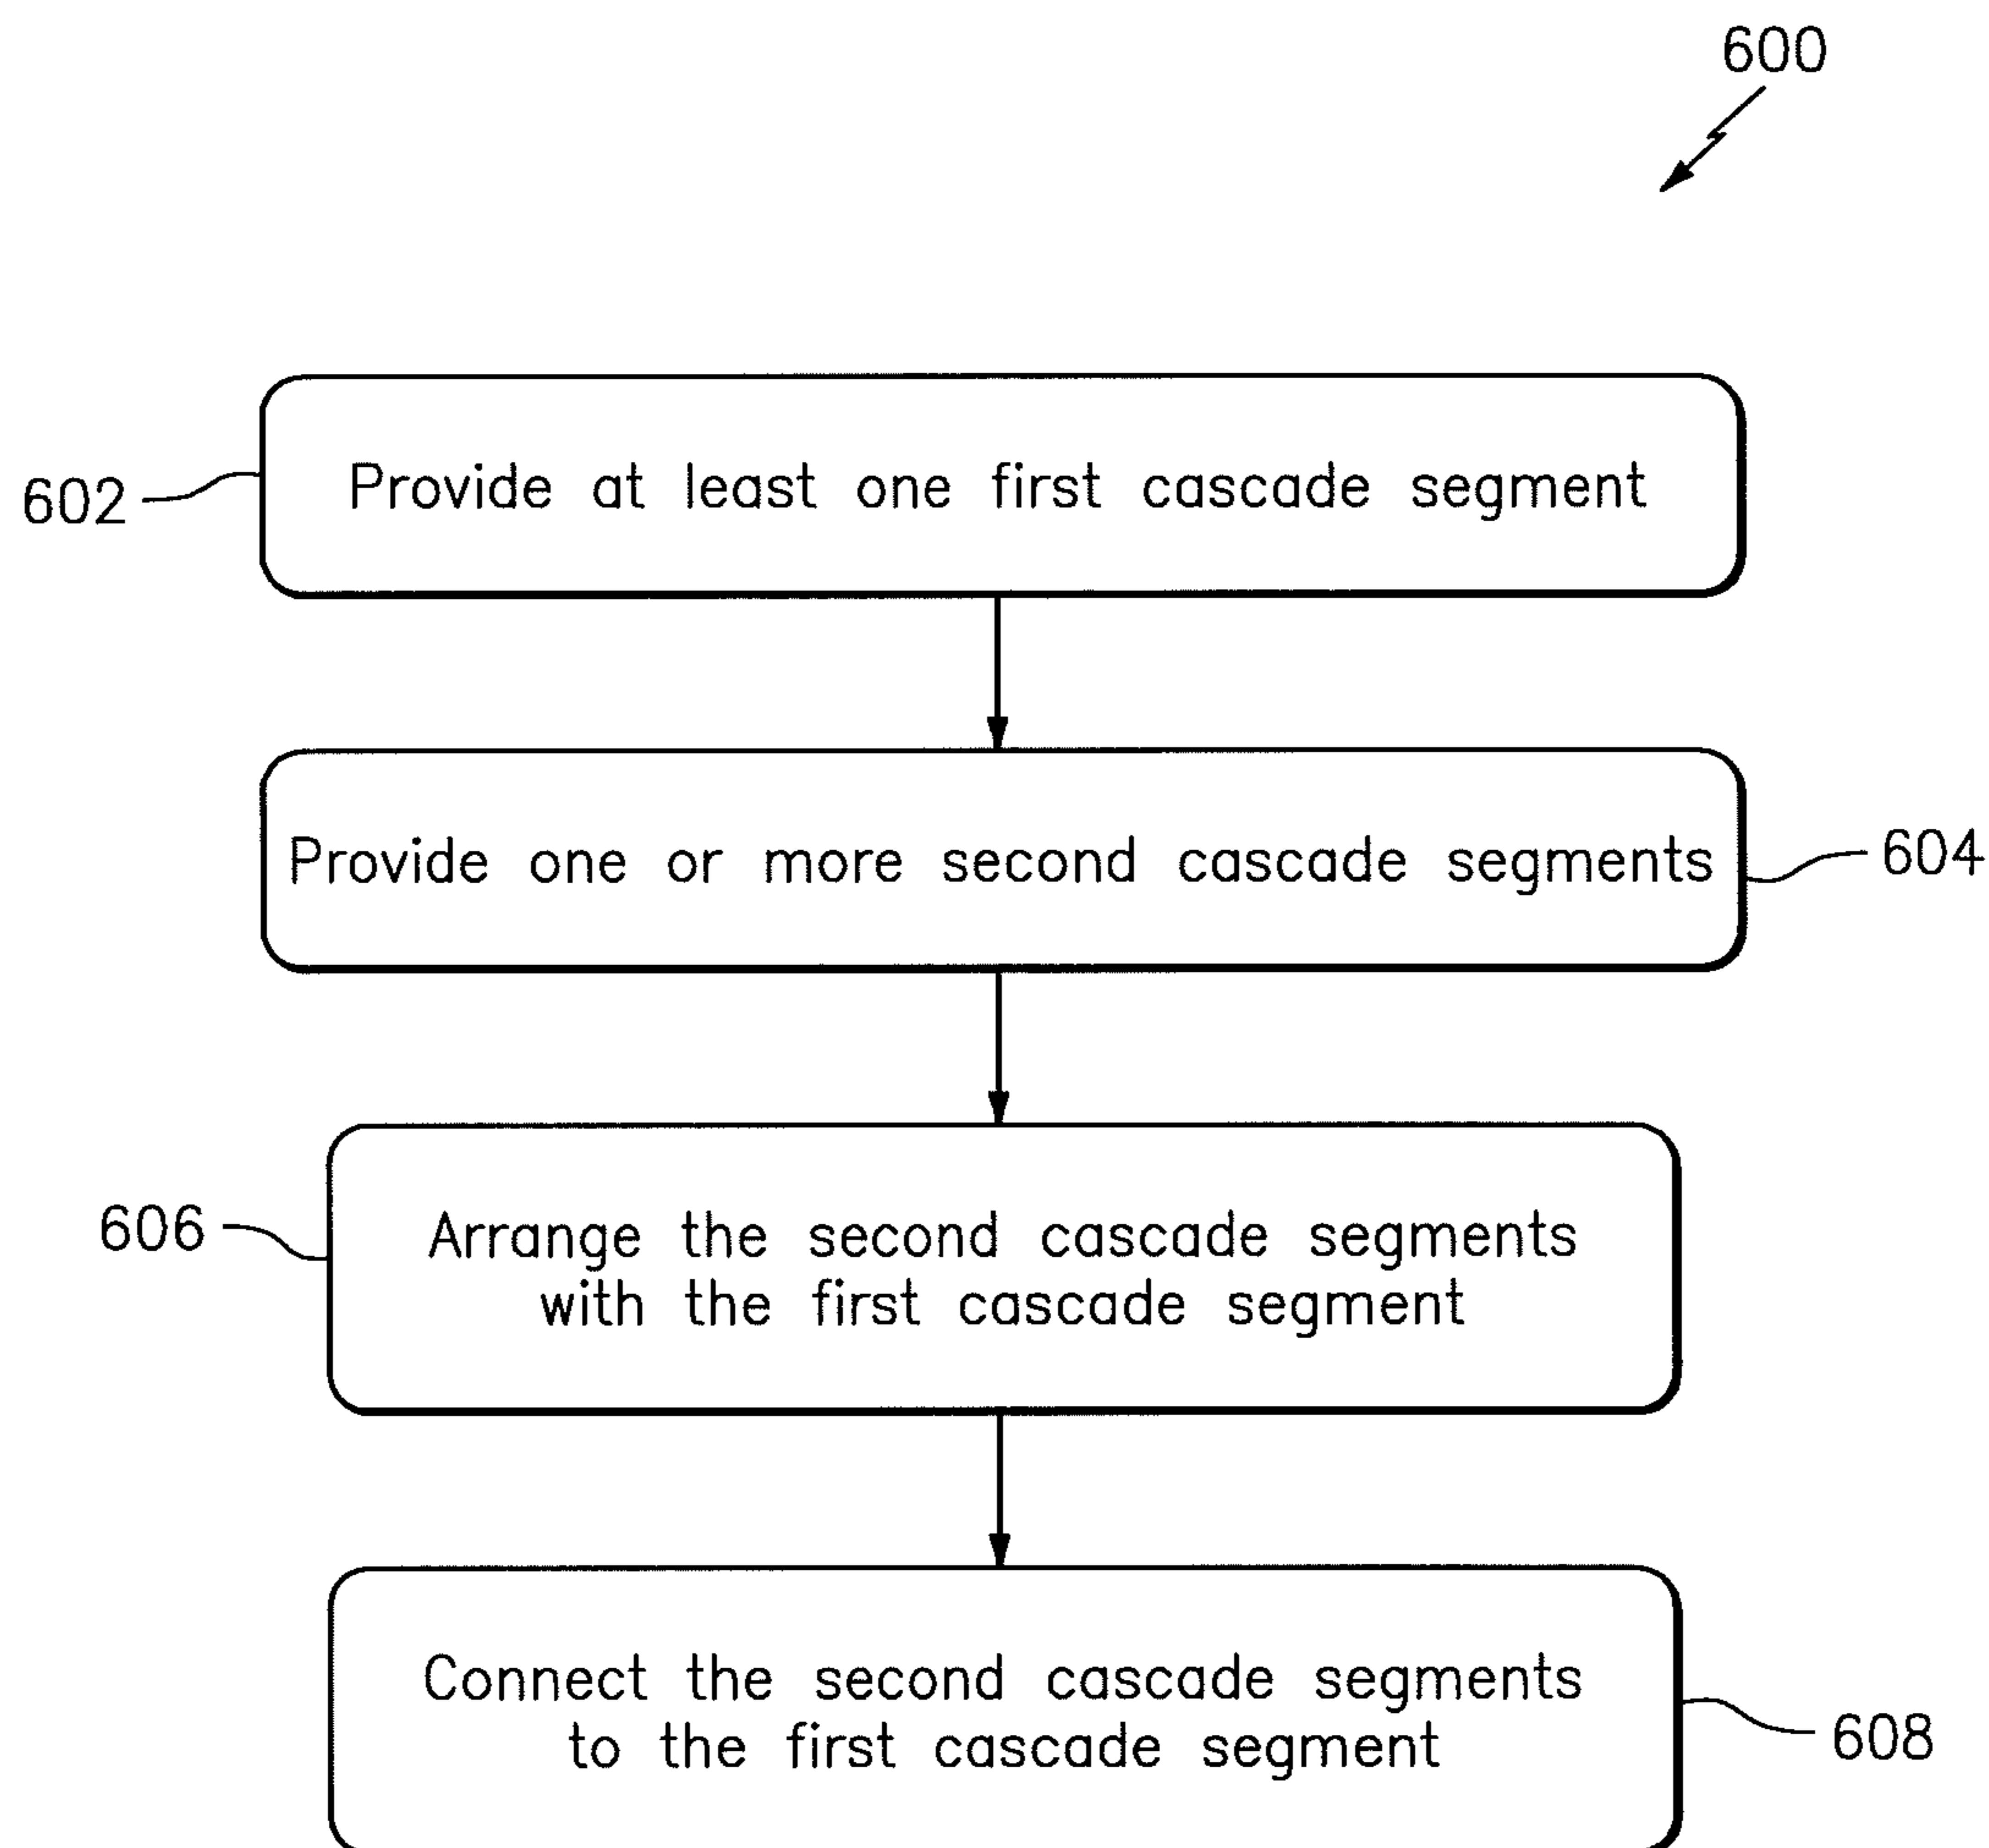 600
602
Provide at least one first cascade segment
Provide one or more second cascade segments
604
606
Arrange the second cascade segments
with the first cascade segment
Connect the second cascade segments
to the first cascade segment
608